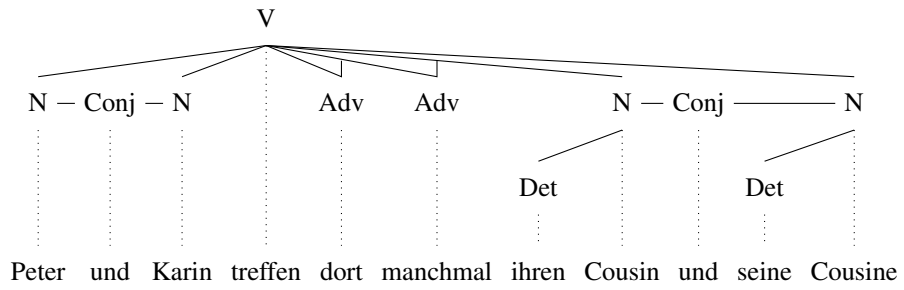 V
N Conj N Adv Adv N Conj N
Det Det
Peter und Karin treffen dort manchmal ihren Cousin und seine Cousine